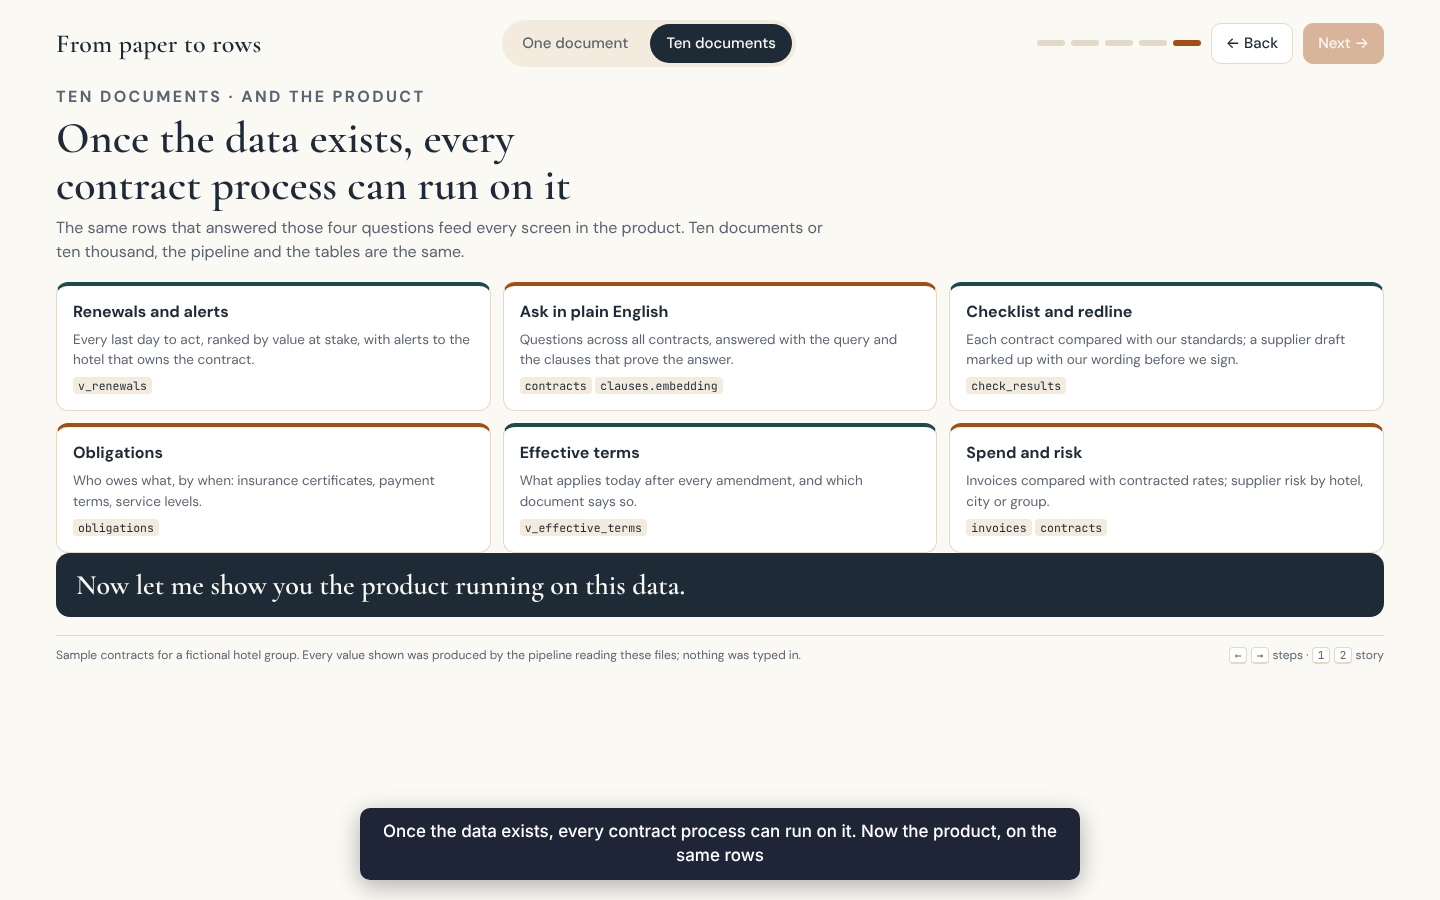 From paper to rows
One document
Ten documents
← Back
Next →
TEN DOCUMENTS · AND THE PRODUCT
Once the data exists, every
contract process can run on it
The same rows that answered those four questions feed every screen in the product. Ten documents or
ten thousand, the pipeline and the tables are the same.
Renewals and alerts
Every last day to act, ranked by value at stake, with alerts to the
hotel that owns the contract.
v_renewals
Ask in plain English
Questions across all contracts, answered with the query and
the clauses that prove the answer.
contracts clauses.embedding
Checklist and redline
Each contract compared with our standards; a supplier draft
marked up with our wording before we sign.
check_results
Obligations
Who owes what, by when: insurance certificates, payment
terms, service levels.
obligations
Effective terms
What applies today after every amendment, and which
document says so.
v_effective_terms
Spend and risk
Invoices compared with contracted rates; supplier risk by hotel,
city or group.
invoices contracts
Now let me show you the product running on this data.
Sample contracts for a fictional hotel group. Every value shown was produced by the pipeline reading these files; nothing was typed in.
← → steps · 1 2 story
Once the data exists, every contract process can run on it. Now the product, on the
same rows